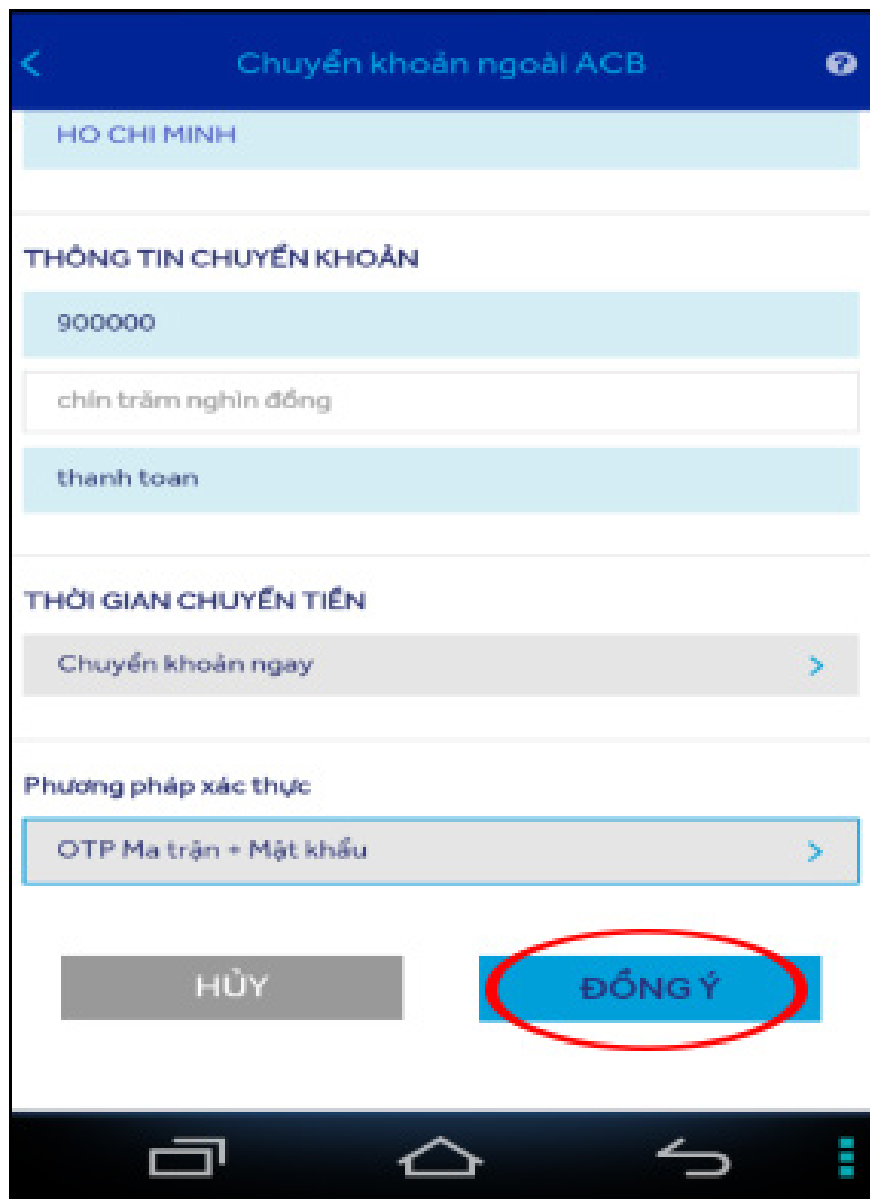 Chuyển khoản ngoài ACB
HO CHI MINH
THÔNG TIN CHUYỂN KHOẢN
900000
chín trăm nghìn đồng
thanh toan
THỜI GIAN CHUYỂN TIỀN
Chuyển khoản ngay
Phương pháp xác thực
OTP Ma trận + Mật khẩu
HỦY
ĐỒNG Ý